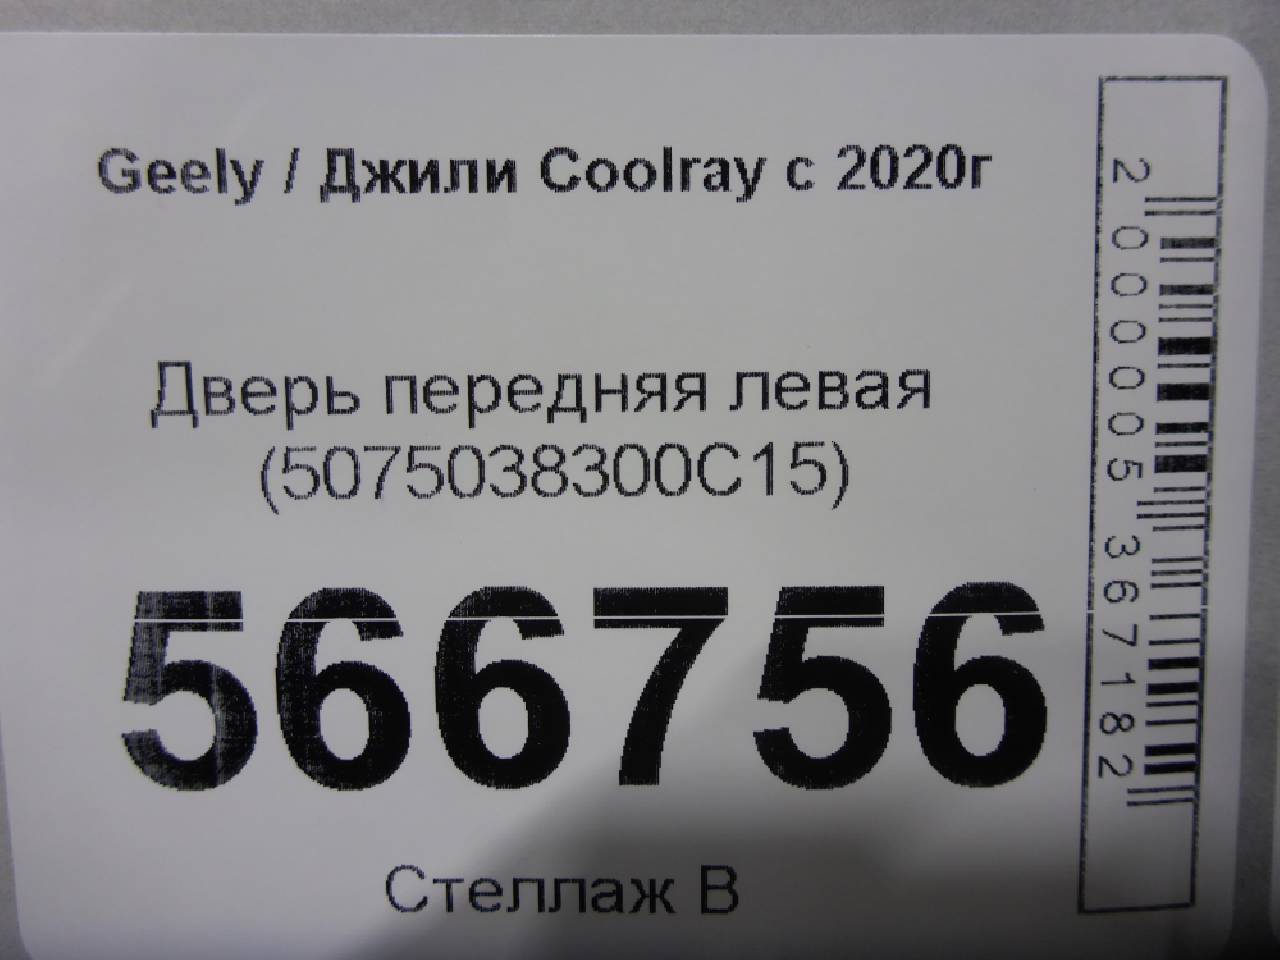 Geely / Джили Coolray с 2020г
Дверь передняя левая
(5075038300C15)
566756
Стеллаж В
2000005367182